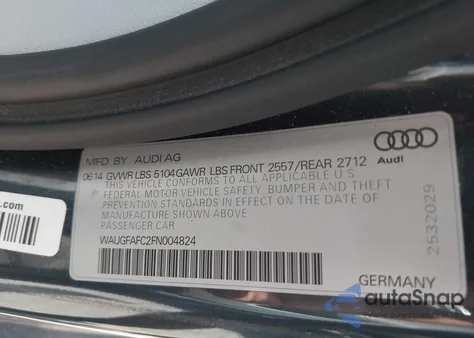 MFD BY AUDI AG
Audi
0614 GVWR LBS 5104 GAWR LBS FRONT 2557/REAR 2712
THIS VEHICLE CONFORMS TO ALL APPLICABLE U S
FEDERAL MOTOR VEHICLE SAFETY, BUMPER AND THEFT
PREVENTION STANDARDS IN EFFECT ON THE DATE OF
MANUFACTURE SHOWN ABOVE
PASSENGER CAR
WAUGFAFC2FN004824
2532029
GERMANY
autoSnap